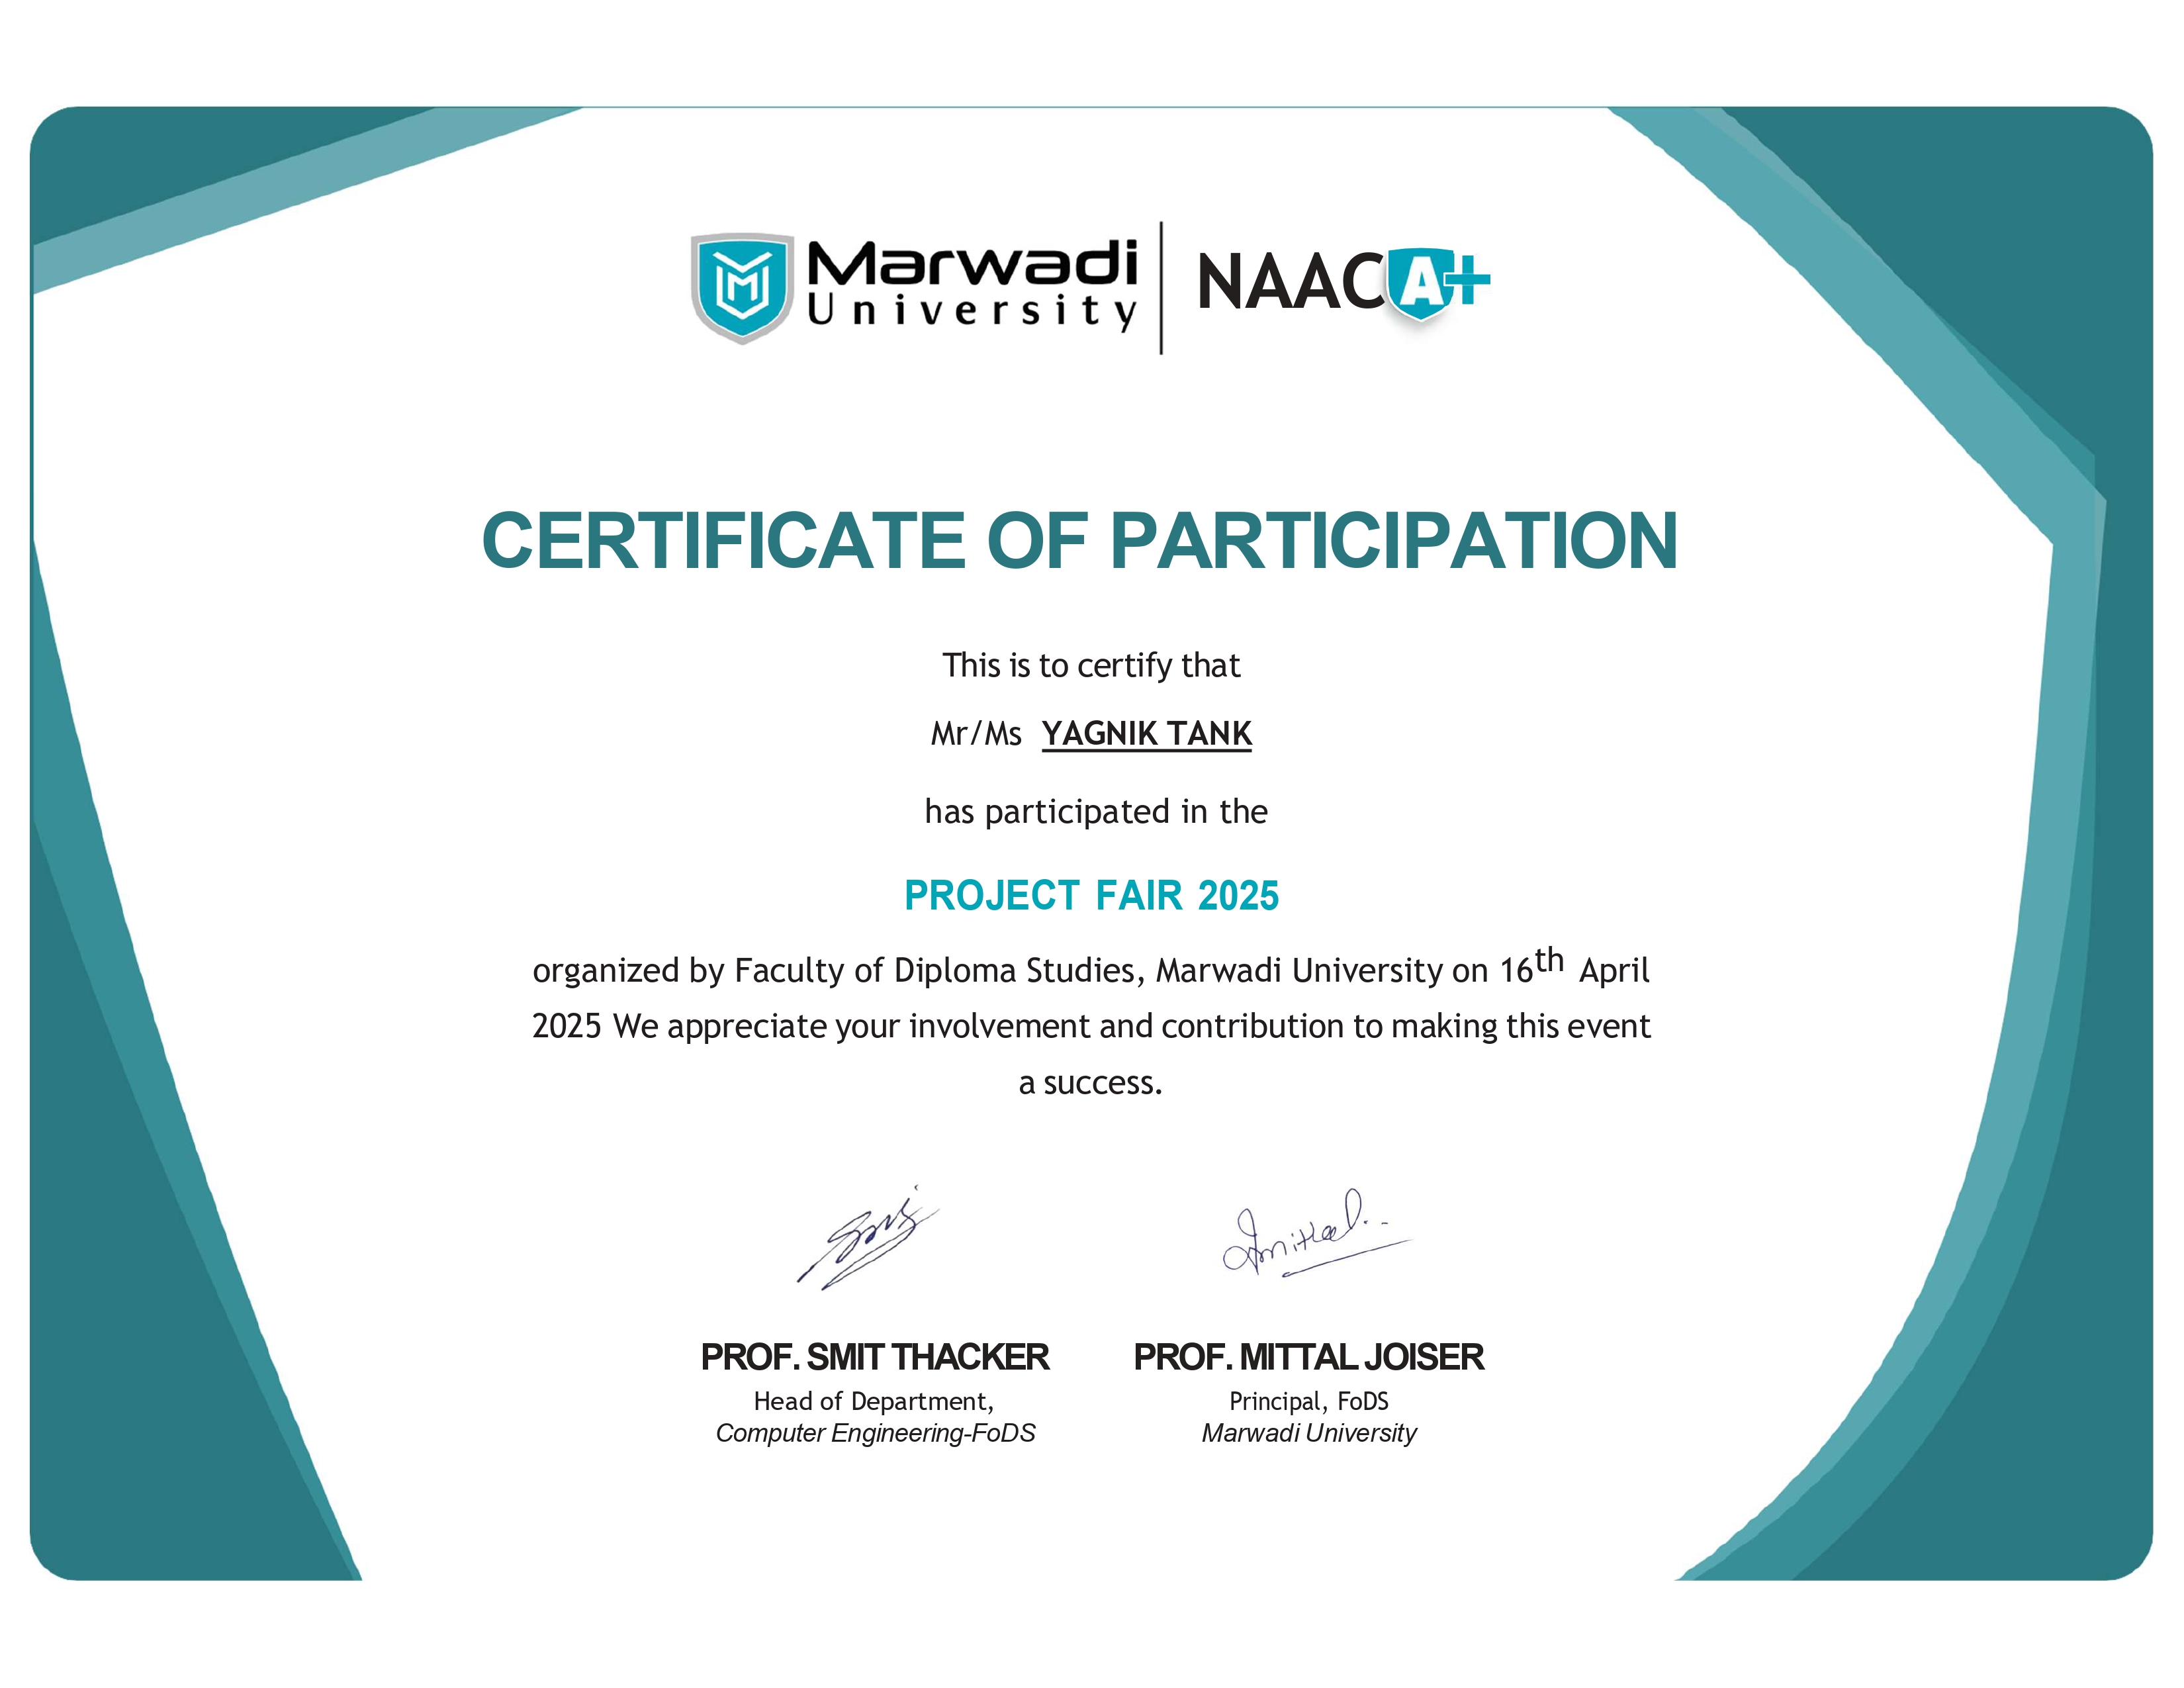 Marwadi
University
NAAC A+
CERTIFICATE OF PARTICIPATION
This is to certify that
Mr/Ms YAGNIK TANK
has participated in the
PROJECT FAIR 2025
organized by Faculty of Diploma Studies, Marwadi University on 16th April
2025 We appreciate your involvement and contribution to making this event
a success.
PROF. SMIT THACKER
Head of Department,
Computer Engineering-FoDS
PROF. MITTAL JOISER
Principal, FoDS
Marwadi University